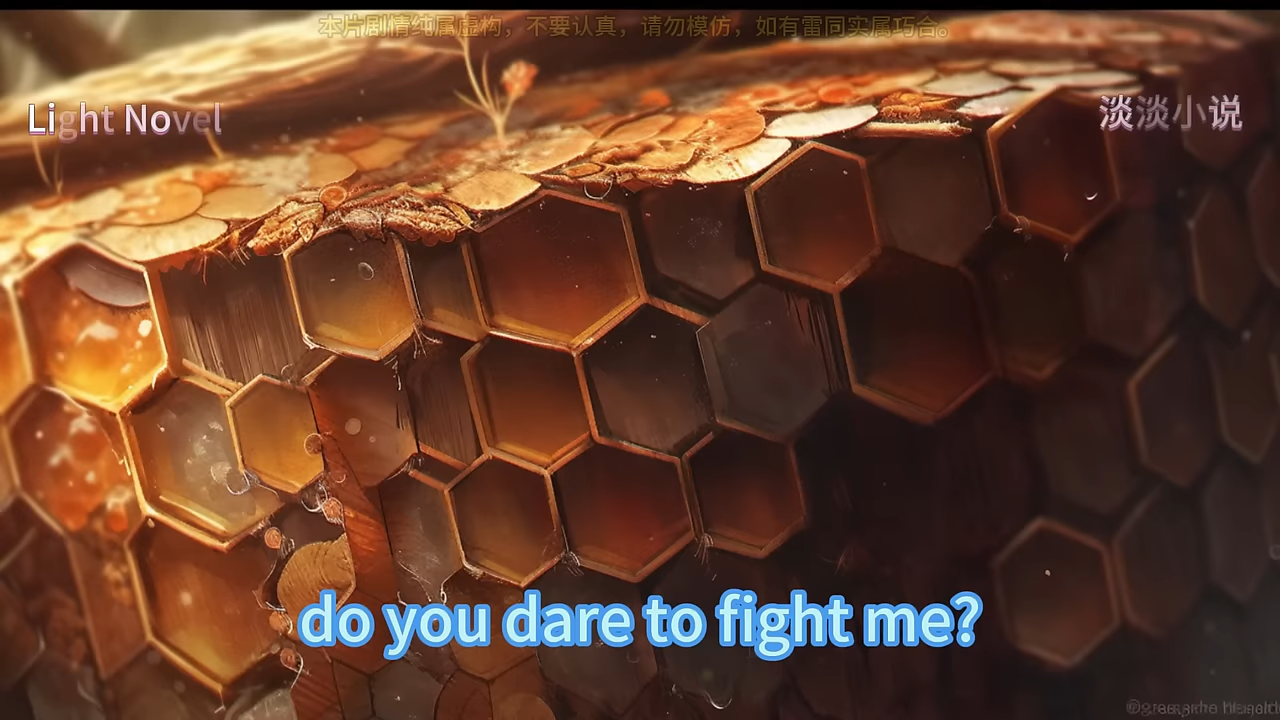 本片剧情纯属虚构，不要认真，请勿模仿，如有雷同实属巧合。
Light Novel
淡淡小说
do you dare to fight me?